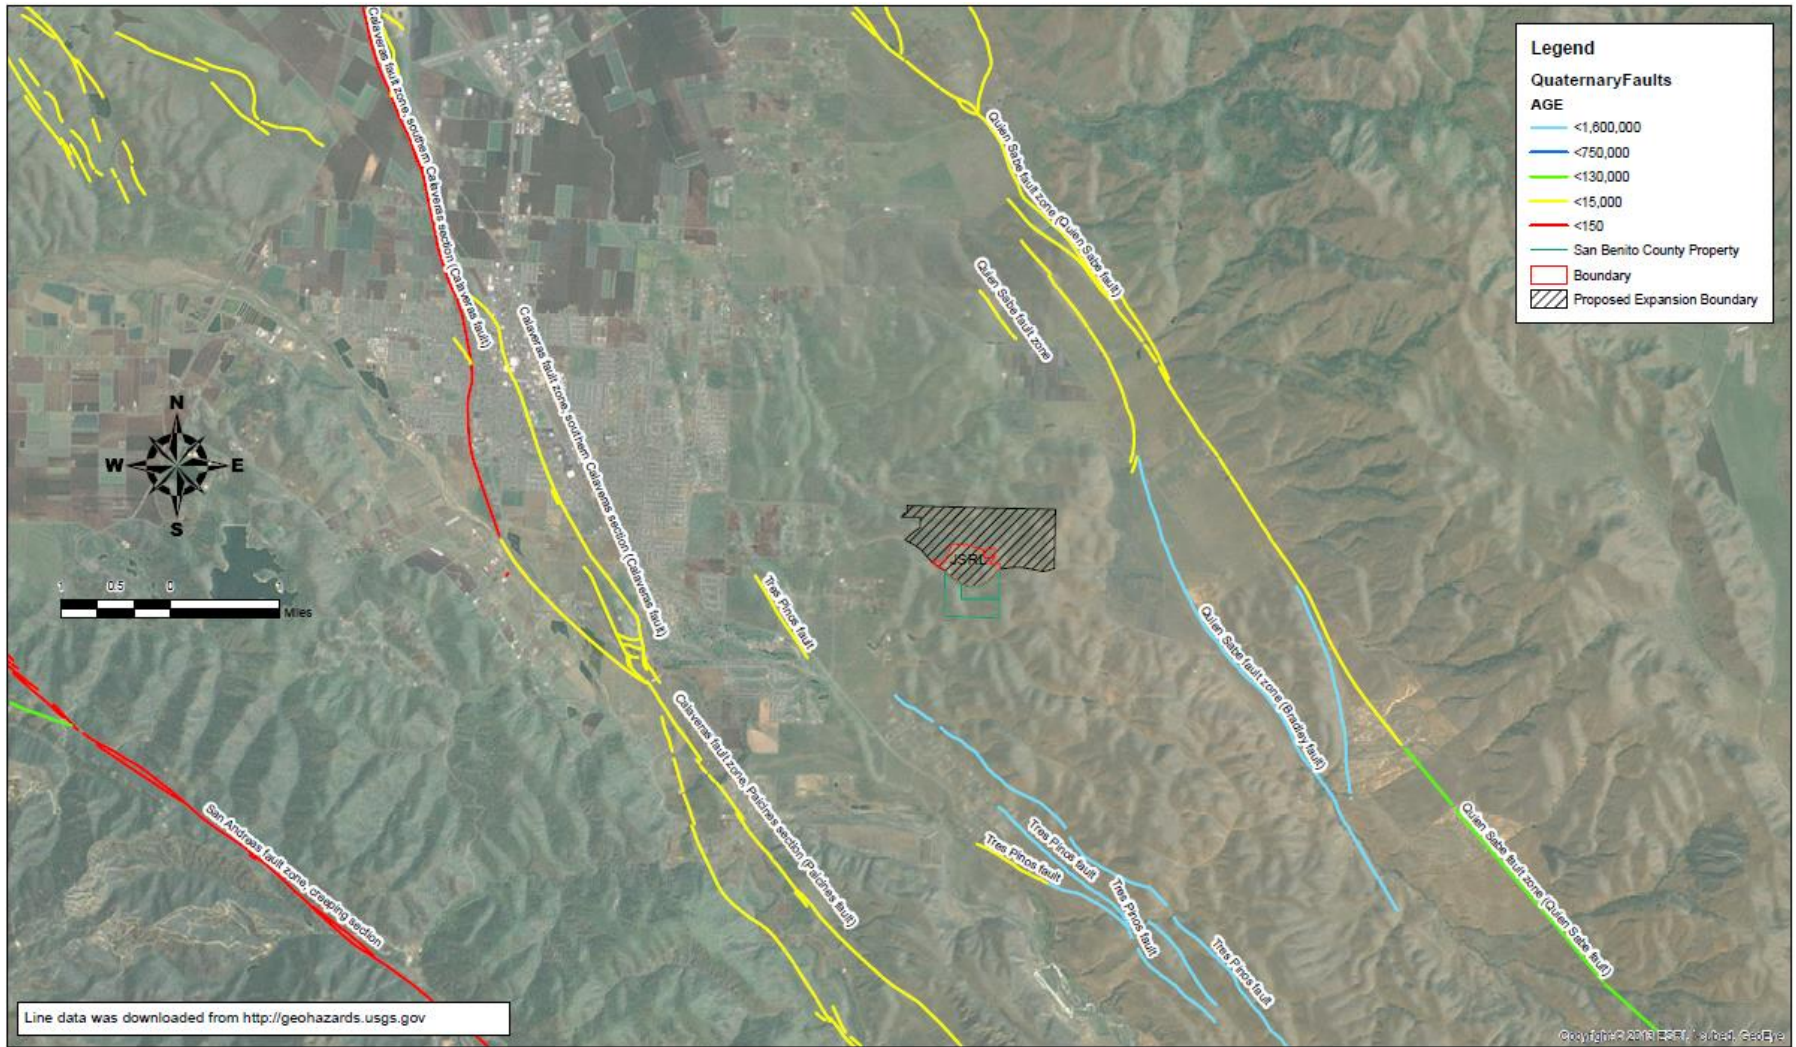 Legend
QuaternaryFaults
AGE
<1,600,000
<750,000
<130,000
<15,000
<150
San Benito County Property
Boundary
Proposed Expansion Boundary
Calaveras fault zone, southern Calaveras section (Calaveras fault)
Quien Sabe fault zone (Quien Sabe fault)
Quien Sabe fault zone
Calaveras fault zone, southern Calaveras section (Calaveras fault)
N
W E
S
JSRL
1 0.5 0 1
Miles
Tres Pinos fault
Quien Sabe fault zone (Bradley fault)
Calaveras fault zone, Paicines section (Paicines fault)
San Andreas fault zone, creeping section
Tres Pinos fault
Tres Pinos fault
Tres Pinos fault
Tres Pinos fault
Quien Sabe fault zone (Quien Sabe fault)
Line data was downloaded from http://geohazards.usgs.gov
Copyright:© 2013 ESRI, i-cubed, GeoEye